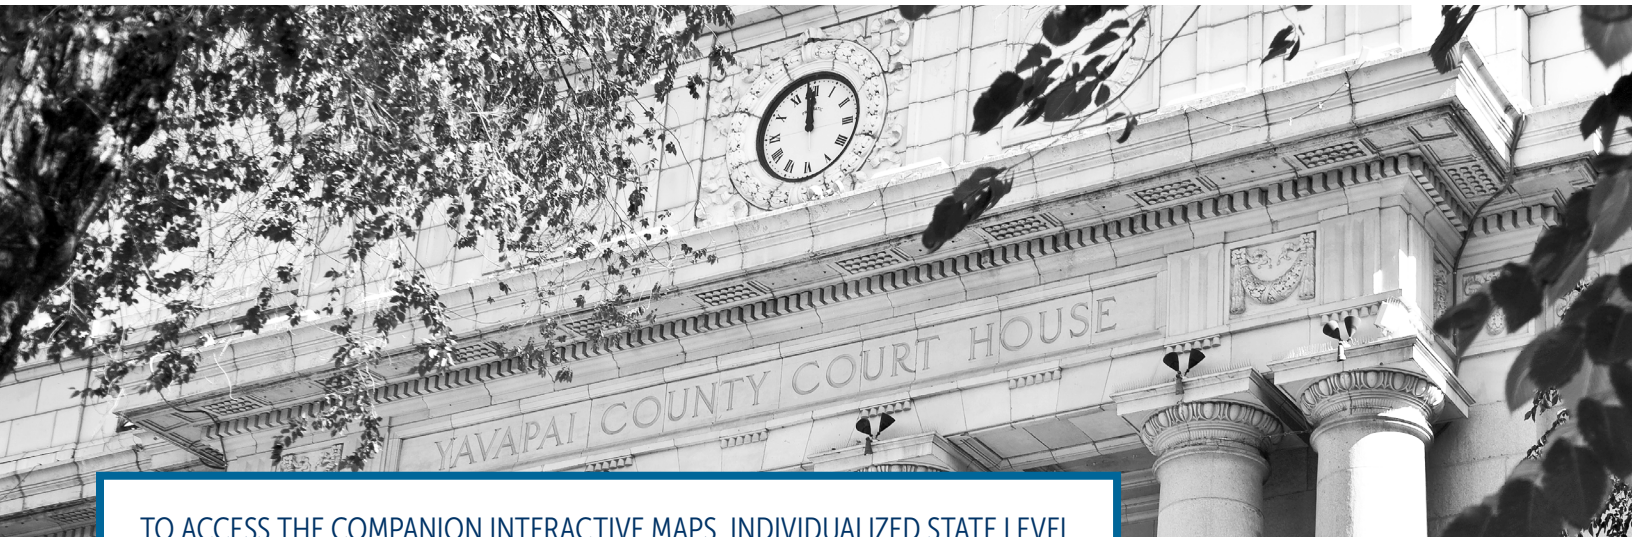 YAVAPAI COUNTY COURT HOUSE
TO ACCESS THE COMPANION INTERACTIVE MAPS, INDIVIDUALIZED STATE LEVEL